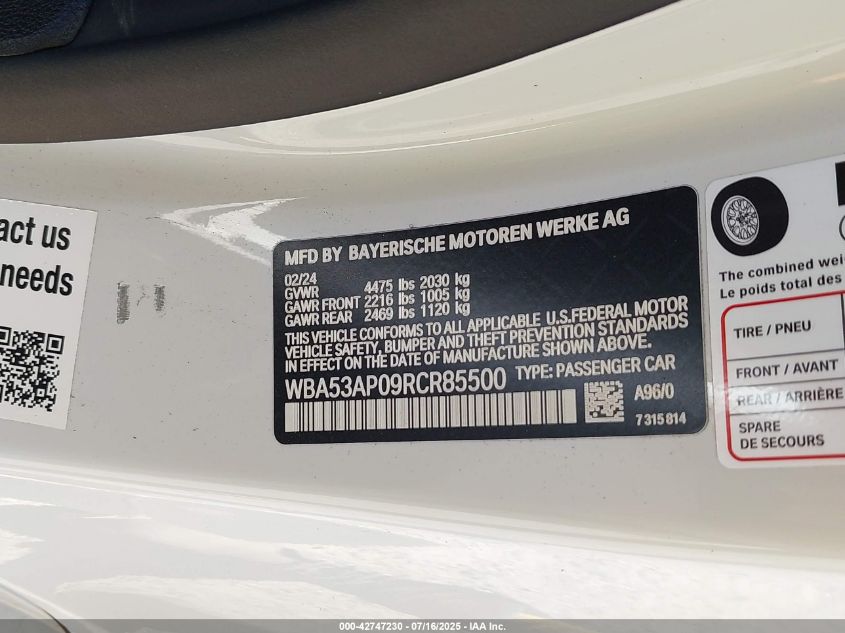 act us
needs
MFD BY BAYERISCHE MOTOREN WERKE AG
02/24
GVWR 4475 lbs 2030 kg
GAWR FRONT 2216 lbs 1005 kg
GAWR REAR 2469 lbs 1120 kg
THIS VEHICLE CONFORMS TO ALL APPLICABLE U.S.FEDERAL MOTOR
VEHICLE SAFETY, BUMPER AND THEFT PREVENTION STANDARDS
IN EFFECT ON THE DATE OF MANUFACTURE SHOWN ABOVE.
WBA53AP09RCR85500 TYPE: PASSENGER CAR
A96/0
7 315 814
The combined wei
Le poids total des
TIRE / PNEU
FRONT / AVANT
REAR / ARRIÈRE
SPARE
DE SECOURS
000-42747230 - 07/16/2025 - IAA Inc.